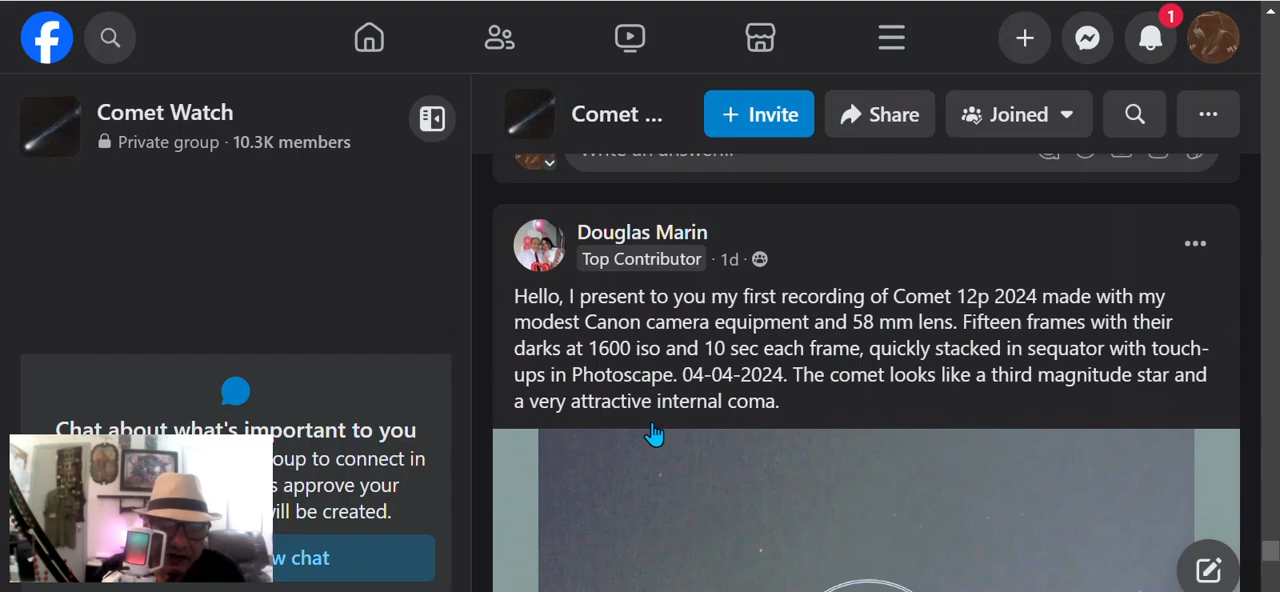 1
Comet Watch
Private group · 10.3K members
Comet ...
+ Invite
Share
Joined
Douglas Marin
Top Contributor · 1d ·
Hello, I present to you my first recording of Comet 12p 2024 made with my
modest Canon camera equipment and 58 mm lens. Fifteen frames with their
darks at 1600 iso and 10 sec each frame, quickly stacked in sequator with touch-
ups in Photoscape. 04-04-2024. The comet looks like a third magnitude star and
a very attractive internal coma.
Chat about what's important to you
oup to connect in
s approve your
ill be created.
w chat